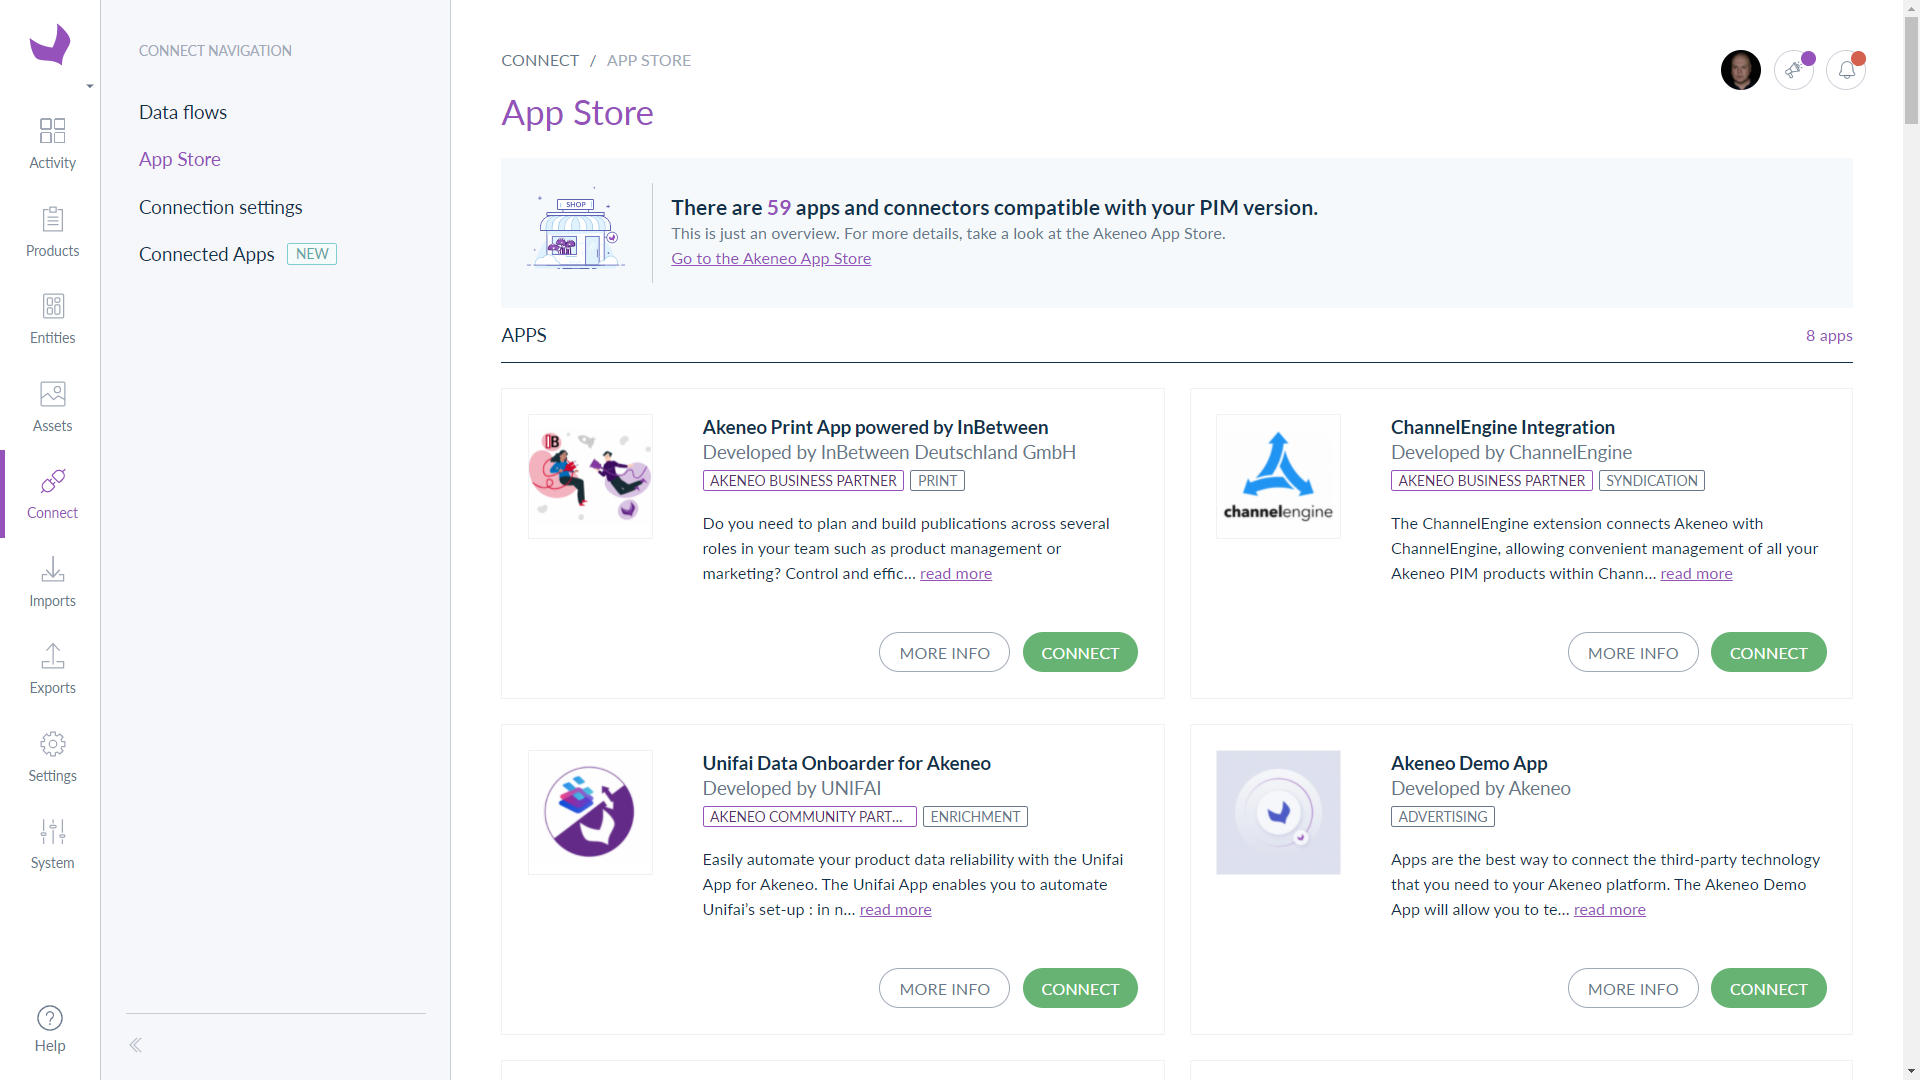 Activity
Products
Entities
Assets
Connect
Imports
Exports
Settings
System
Help
CONNECT NAVIGATION
Data flows
App Store
Connection settings
Connected Apps NEW
CONNECT / APP STORE
App Store
SHOP
There are 59 apps and connectors compatible with your PIM version.
This is just an overview. For more details, take a look at the Akeneo App Store.
Go to the Akeneo App Store
APPS
8 apps
IB
Akeneo Print App powered by InBetween
Developed by InBetween Deutschland GmbH
AKENEO BUSINESS PARTNER PRINT
Do you need to plan and build publications across several
roles in your team such as product management or
marketing? Control and effic... read more
MORE INFO CONNECT
channelengine
ChannelEngine Integration
Developed by ChannelEngine
AKENEO BUSINESS PARTNER SYNDICATION
The ChannelEngine extension connects Akeneo with
ChannelEngine, allowing convenient management of all your
Akeneo PIM products within Chann... read more
MORE INFO CONNECT
Unifai Data Onboarder for Akeneo
Developed by UNIFAI
AKENEO COMMUNITY PART... ENRICHMENT
Easily automate your product data reliability with the Unifai
App for Akeneo. The Unifai App enables you to automate
Unifai’s set-up : in n... read more
MORE INFO CONNECT
Akeneo Demo App
Developed by Akeneo
ADVERTISING
Apps are the best way to connect the third-party technology
that you need to your Akeneo platform. The Akeneo Demo
App will allow you to te... read more
MORE INFO CONNECT